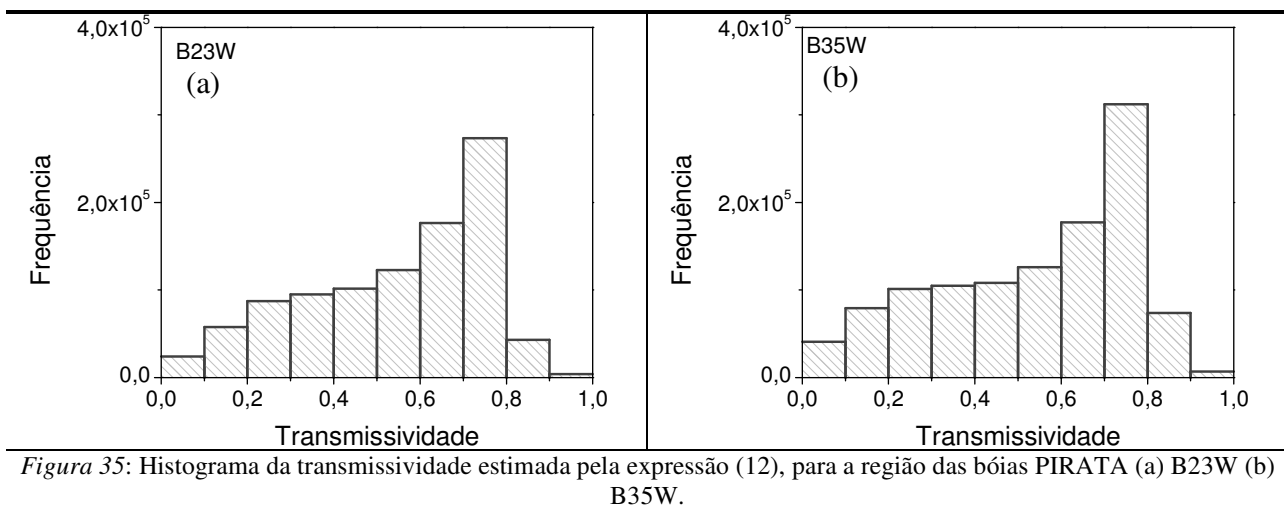 4,0x10⁵
B23W
(a)
Frequência
2,0x10⁵
0,0
0,0 0,2 0,4 0,6 0,8 1,0
Transmissividade
4,0x10⁵
B35W
(b)
Frequência
2,0x10⁵
0,0
0,0 0,2 0,4 0,6 0,8 1,0
Transmissividade
Figura 35: Histograma da transmissividade estimada pela expressão (12), para a região das bóias PIRATA (a) B23W (b)
B35W.